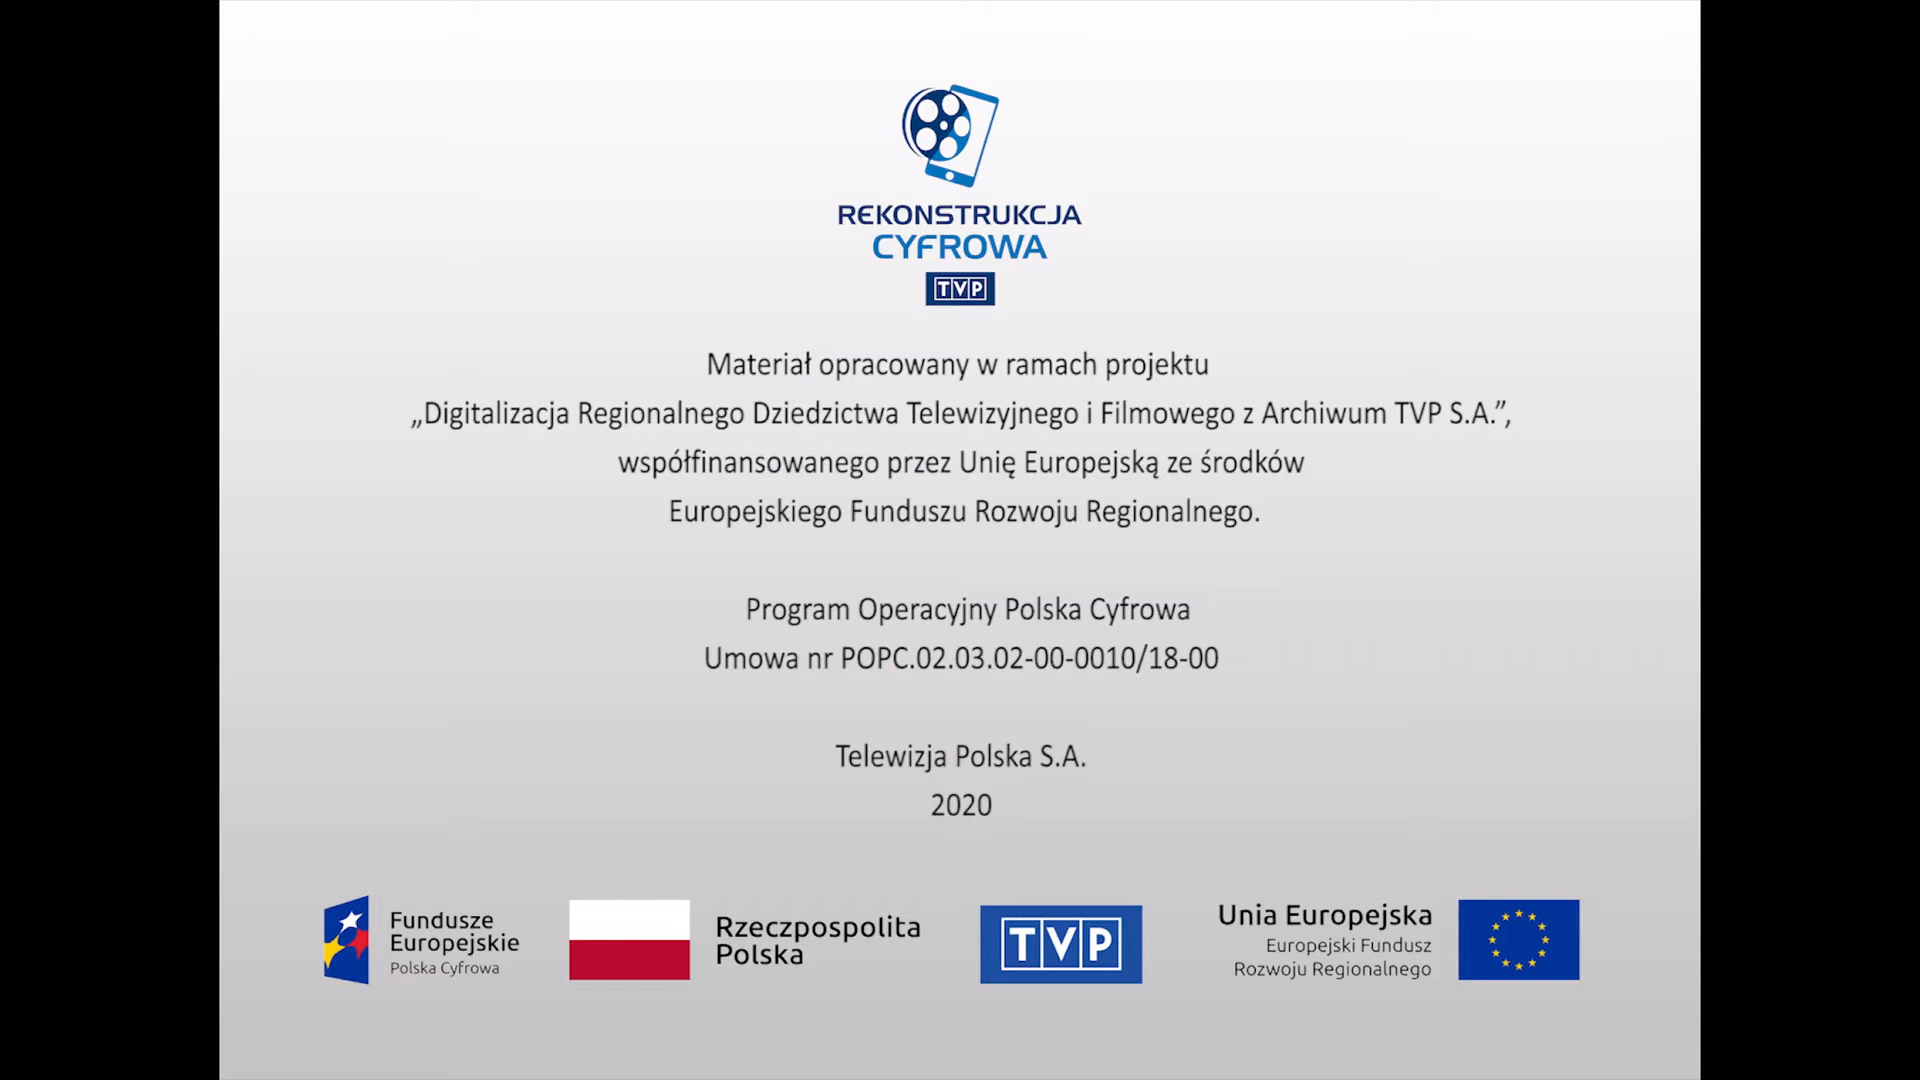 REKONSTRUKCJA
CYFROWA
TVP
Materiał opracowany w ramach projektu
„Digitalizacja Regionalnego Dziedzictwa Telewizyjnego i Filmowego z Archiwum TVP S.A.”,
współfinansowanego przez Unię Europejską ze środków
Europejskiego Funduszu Rozwoju Regionalnego.
Program Operacyjny Polska Cyfrowa
Umowa nr POPC.02.03.02-00-0010/18-00
Telewizja Polska S.A.
2020
Fundusze
Europejskie
Polska Cyfrowa
Rzeczpospolita
Polska
TVP
Unia Europejska
Europejski Fundusz
Rozwoju Regionalnego